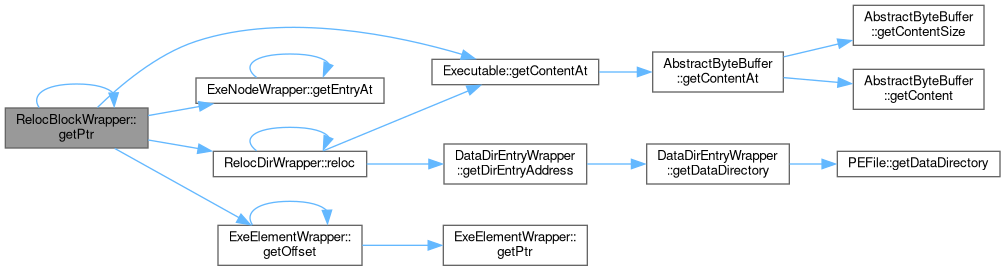 RelocBlockWrapper::
getPtr
ExeNodeWrapper::getEntryAt
RelocDirWrapper::reloc
ExeElementWrapper::
getOffset
Executable::getContentAt
DataDirEntryWrapper
::getDirEntryAddress
ExeElementWrapper::
getPtr
AbstractByteBuffer
::getContentAt
DataDirEntryWrapper
::getDataDirectory
AbstractByteBuffer
::getContentSize
AbstractByteBuffer
::getContent
PEFile::getDataDirectory